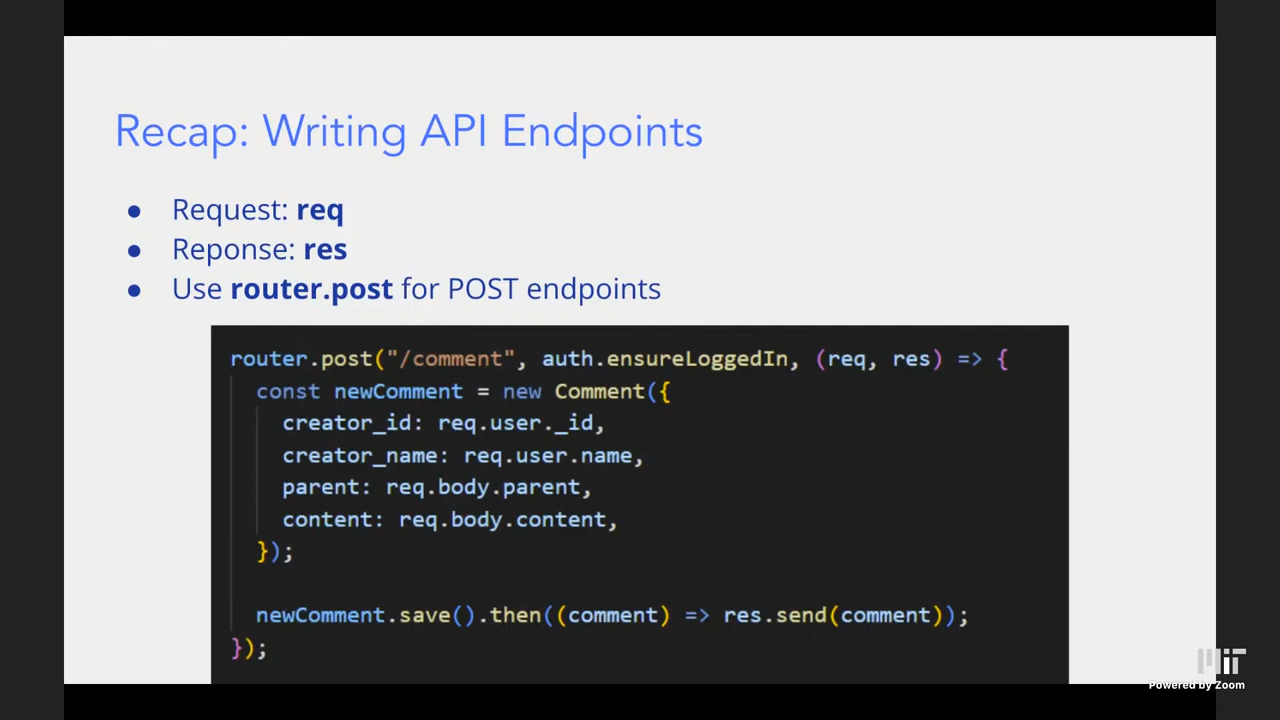 Recap: Writing API Endpoints
● Request: req
● Reponse: res
● Use router.post for POST endpoints
router.post("/comment", auth.ensureLoggedIn, (req, res) => {
  const newComment = new Comment({
    creator_id: req.user._id,
    creator_name: req.user.name,
    parent: req.body.parent,
    content: req.body.content,
  });
  newComment.save().then((comment) => res.send(comment));
});
MIT
Powered by Zoom